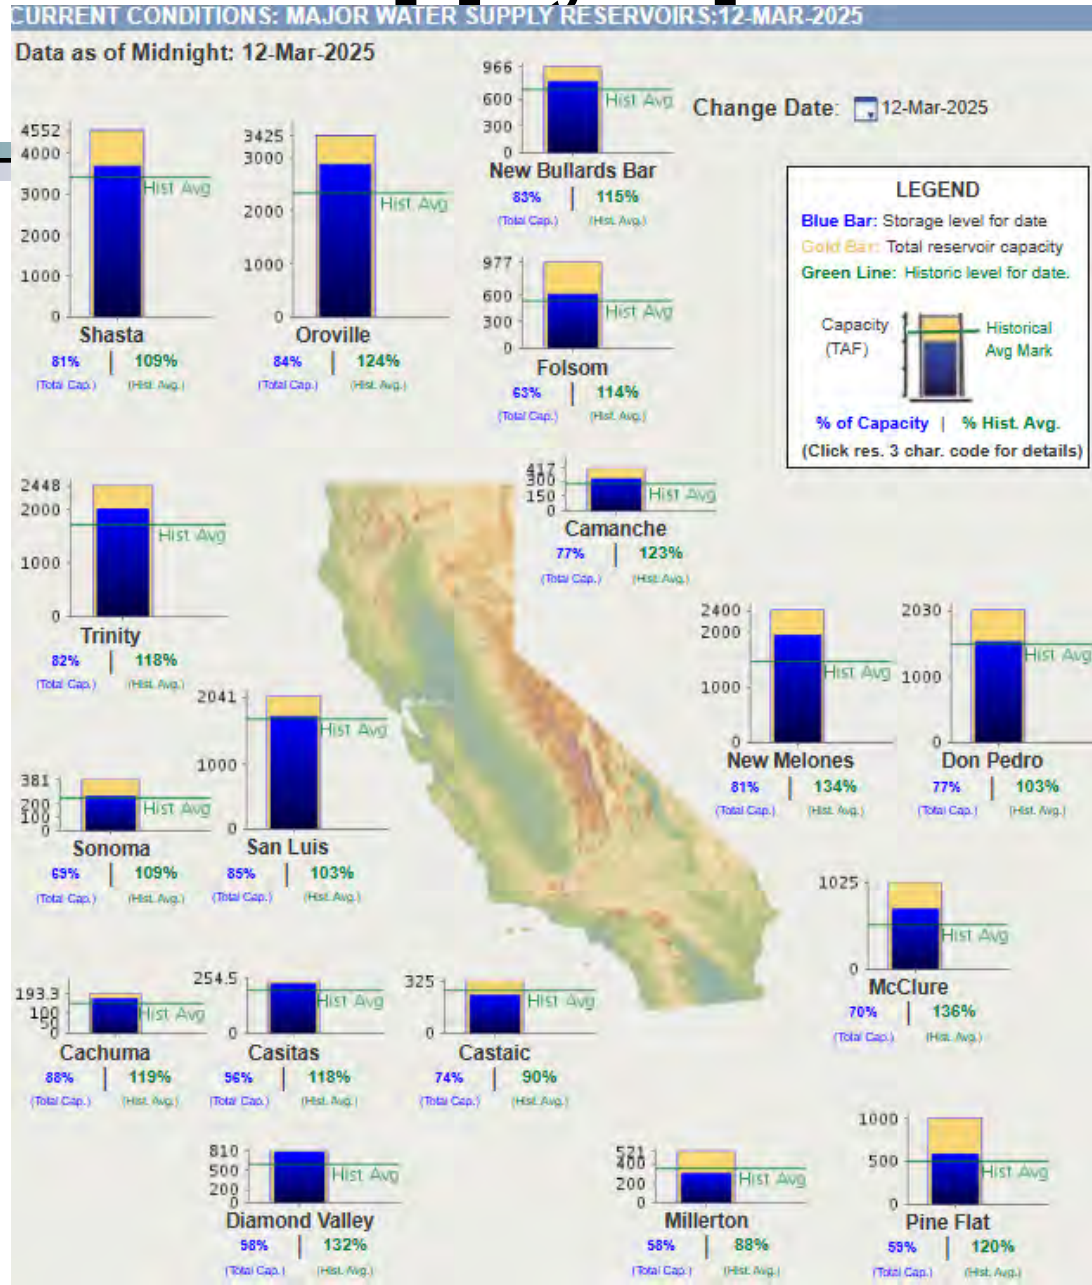 CURRENT CONDITIONS: MAJOR WATER SUPPLY RESERVOIRS:12-MAR-2025
Data as of Midnight: 12-Mar-2025
Change Date: 12-Mar-2025
966
600
300
0
Hist Avg
New Bullards Bar
83% | 115%
(Total Cap.) (Hist. Avg.)
4552
4000
3000
2000
1000
0
Hist Avg
Shasta
81% | 109%
(Total Cap.) (Hist. Avg.)
3425
3000
2000
1000
0
Hist Avg
Oroville
84% | 124%
(Total Cap.) (Hist. Avg.)
977
600
300
0
Hist Avg
Folsom
63% | 114%
(Total Cap.) (Hist. Avg.)
LEGEND
Blue Bar: Storage level for date
Gold Bar: Total reservoir capacity
Green Line: Historic level for date.
Capacity
(TAF)
Historical
Avg Mark
% of Capacity | % Hist. Avg.
(Click res. 3 char. code for details)
2448
2000
1000
0
Hist Avg
Trinity
82% | 118%
(Total Cap.) (Hist. Avg.)
417
300
150
0
Hist Avg
Camanche
77% | 123%
(Total Cap.) (Hist. Avg.)
2400
2000
1000
0
Hist Avg
New Melones
81% | 134%
(Total Cap.) (Hist. Avg.)
2030
1000
0
Hist Avg
Don Pedro
77% | 103%
(Total Cap.) (Hist. Avg.)
381
200
100
0
Hist Avg
Sonoma
69% | 109%
(Total Cap.) (Hist. Avg.)
2041
1000
0
Hist Avg
San Luis
85% | 103%
(Total Cap.) (Hist. Avg.)
1025
0
Hist Avg
McClure
70% | 136%
(Total Cap.) (Hist. Avg.)
193.3
100
50
0
Hist Avg
Cachuma
88% | 119%
(Total Cap.) (Hist. Avg.)
254.5
0
Hist Avg
Casitas
96% | 118%
(Total Cap.) (Hist. Avg.)
325
0
Hist Avg
Castaic
74% | 90%
(Total Cap.) (Hist. Avg.)
810
500
200
0
Hist Avg
Diamond Valley
98% | 132%
(Total Cap.) (Hist. Avg.)
521
400
200
0
Hist Avg
Millerton
58% | 88%
(Total Cap.) (Hist. Avg.)
1000
500
0
Hist Avg
Pine Flat
59% | 120%
(Total Cap.) (Hist. Avg.)